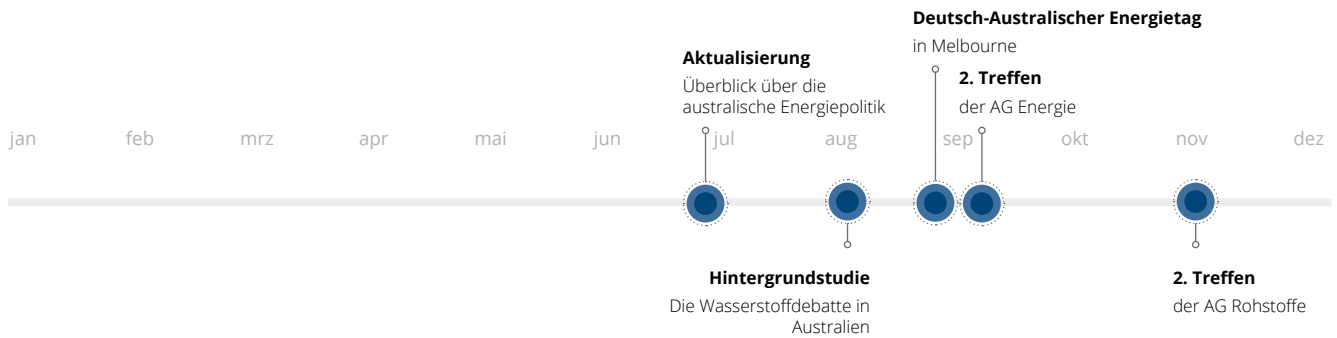 Deutsch-Australischer Energietag
in Melbourne
Aktualisierung
Überblick über die
australische Energiepolitik
2. Treffen
der AG Energie
jan feb mrz apr mai jun jul aug sep okt nov dez
Hintergrundstudie
Die Wasserstoffdebatte in
Australien
2. Treffen
der AG Rohstoffe